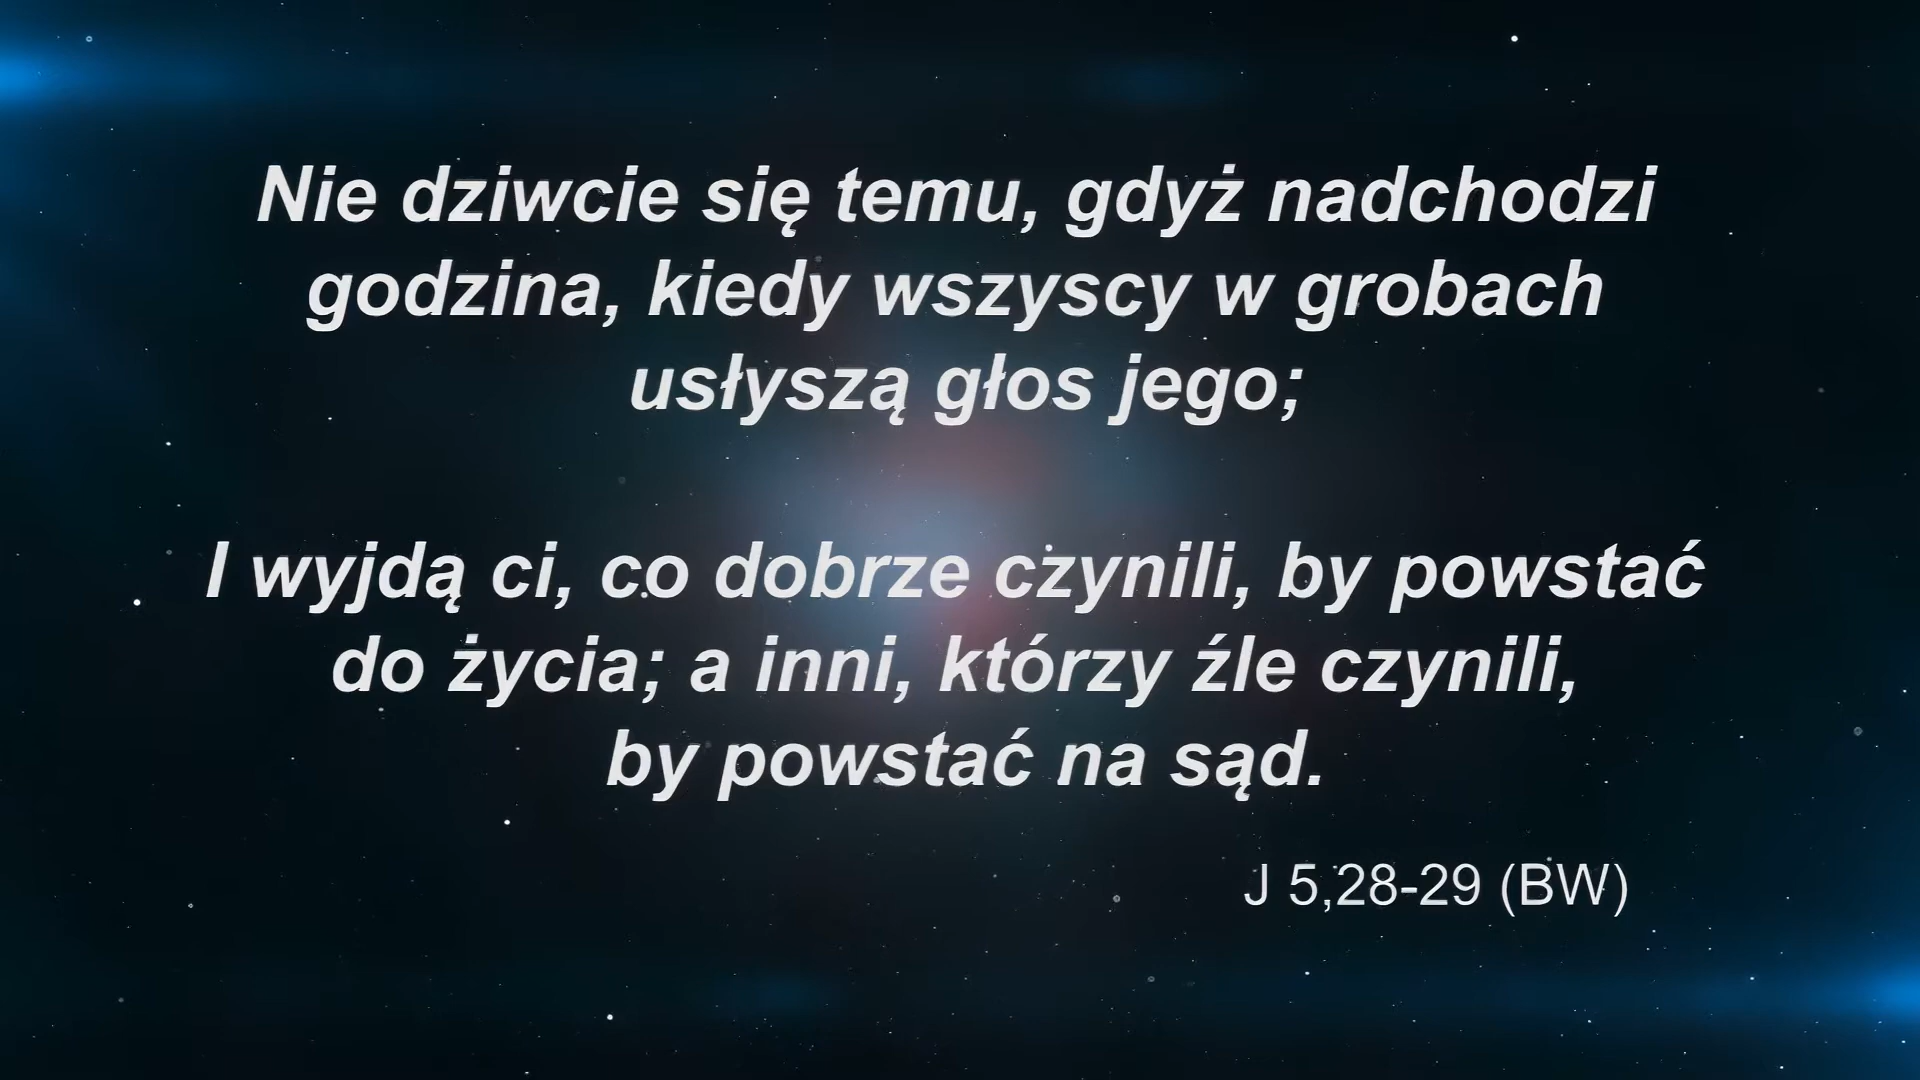 Nie dziwcie się temu, gdyż nadchodzi
godzina, kiedy wszyscy w grobach
usłyszą głos jego;
I wyjdą ci, co dobrze czynili, by powstać
do życia; a inni, którzy źle czynili,
by powstać na sąd.
J 5,28-29 (BW)